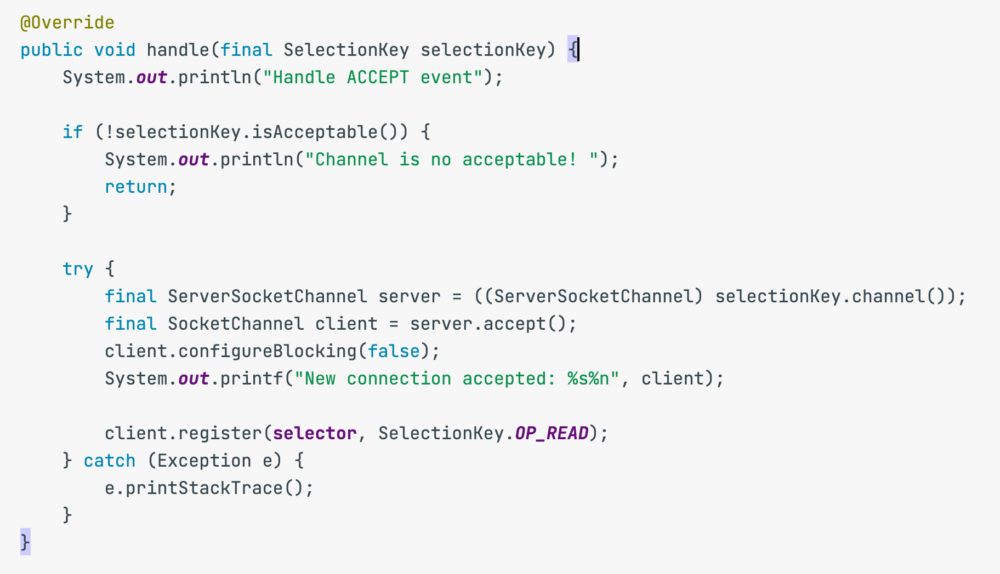 @Override
public void handle(final SelectionKey selectionKey) {
    System.out.println("Handle ACCEPT event");

    if (!selectionKey.isAcceptable()) {
        System.out.println("Channel is no acceptable! ");
        return;
    }

    try {
        final ServerSocketChannel server = ((ServerSocketChannel) selectionKey.channel());
        final SocketChannel client = server.accept();
        client.configureBlocking(false);
        System.out.printf("New connection accepted: %s%n", client);

        client.register(selector, SelectionKey.OP_READ);
    } catch (Exception e) {
        e.printStackTrace();
    }
}